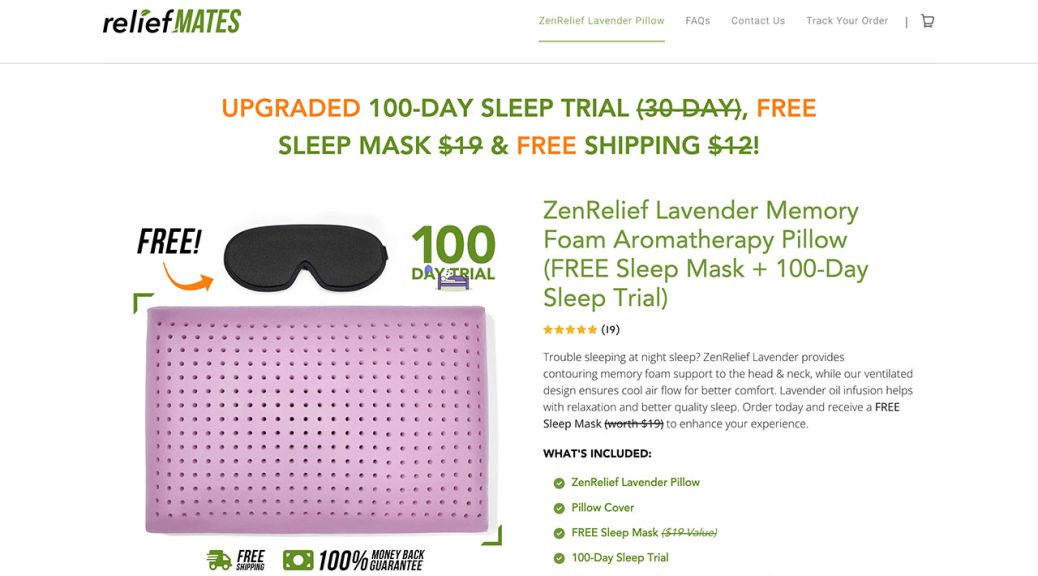 reliefMATES
ZenRelief Lavender Pillow FAQs Contact Us Track Your Order |
UPGRADED 100-DAY SLEEP TRIAL (30-DAY), FREE
SLEEP MASK $19 & FREE SHIPPING $12!
FREE!
100
DAY TRIAL
ZenRelief Lavender Memory
Foam Aromatherapy Pillow
(FREE Sleep Mask + 100-Day
Sleep Trial)
(19)
Trouble sleeping at night sleep? ZenRelief Lavender provides
contouring memory foam support to the head & neck, while our ventilated
design ensures cool air flow for better comfort. Lavender oil infusion helps
with relaxation and better quality sleep. Order today and receive a FREE
Sleep Mask (worth $19) to enhance your experience.
WHAT'S INCLUDED:
ZenRelief Lavender Pillow
Pillow Cover
FREE Sleep Mask ($19 Value)
100-Day Sleep Trial
FREE
SHIPPING
100% MONEY BACK
GUARANTEE